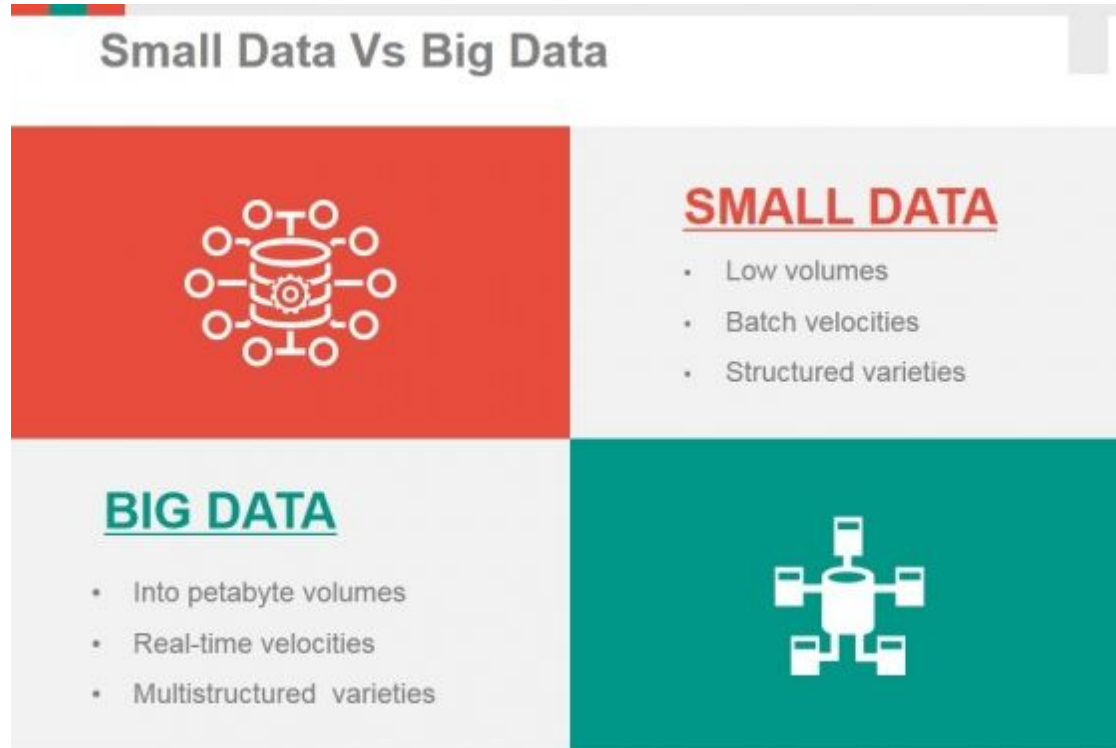 Small Data Vs Big Data
SMALL DATA
• Low volumes
• Batch velocities
• Structured varieties
BIG DATA
• Into petabyte volumes
• Real-time velocities
• Multistructured varieties